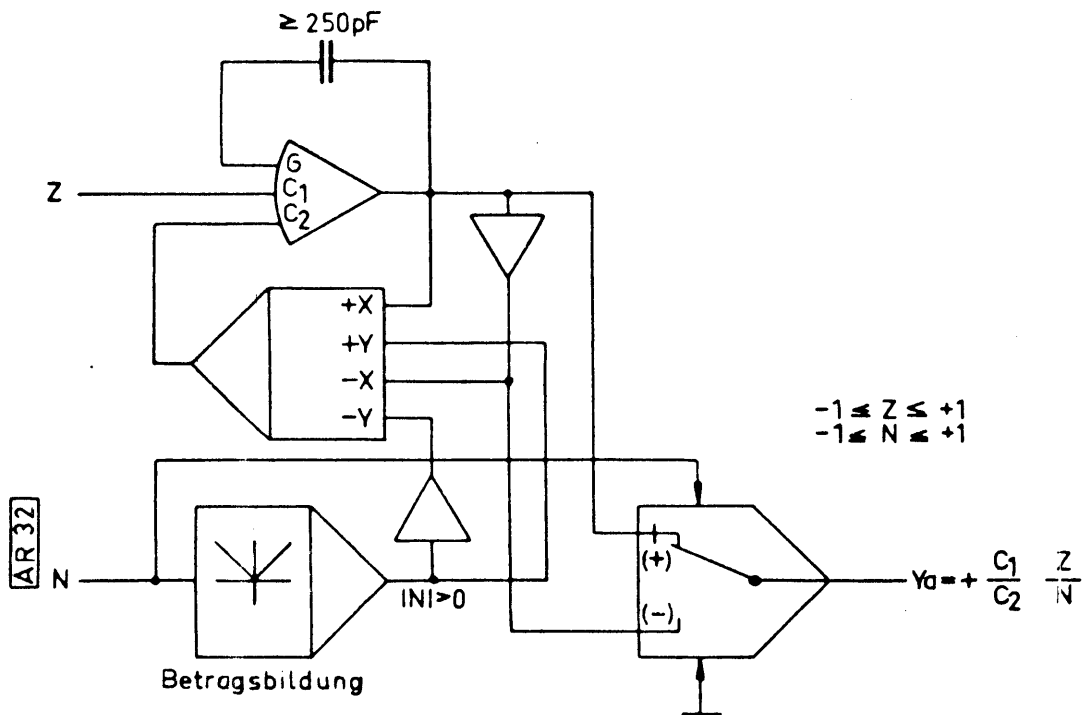 ≥ 250pF
G
Z
C1
C2
+X
+Y
-X
-Y
-1 ≤ Z ≤ +1
-1 ≤ N ≤ +1
AR 32
N
|N|>0
(+)
(-)
Ya = + C1/C2 Z/N
Betragsbildung